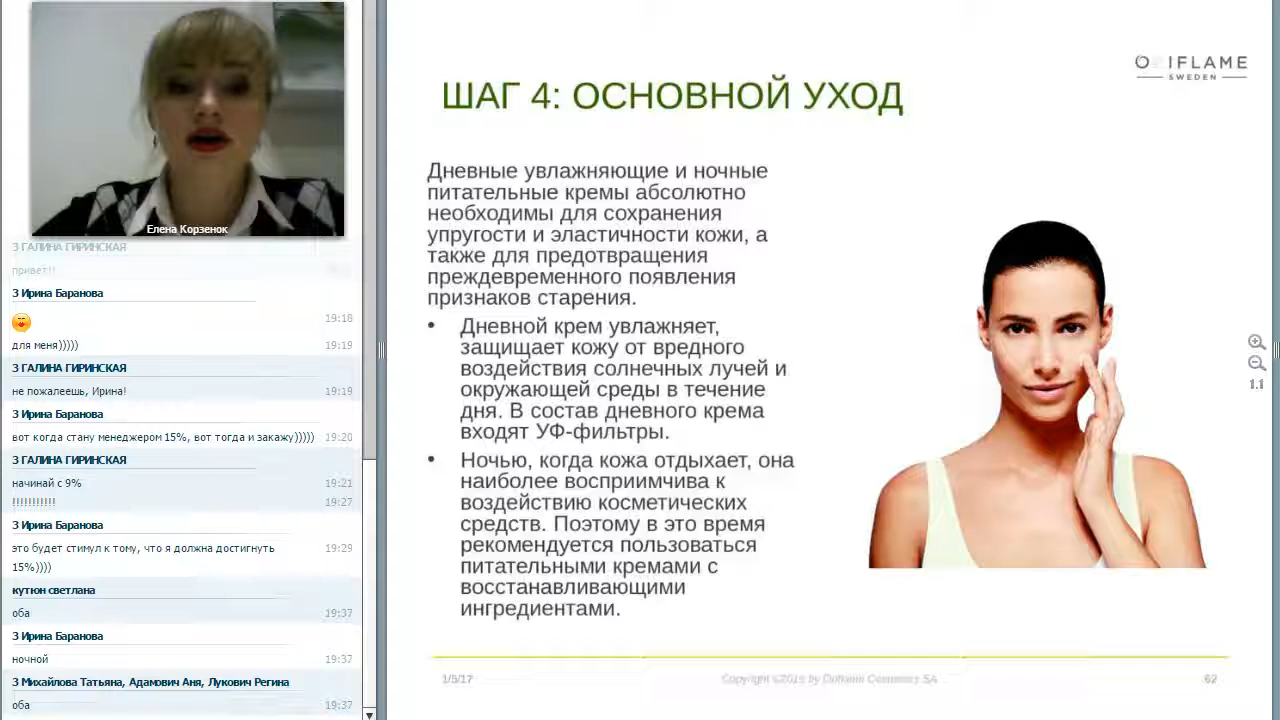 Елена Корзенок
3 ГАЛИНА ГИРИНСКАЯ
привет!!
3 Ирина Баранова
19:18
для меня))))) 19:19
3 ГАЛИНА ГИРИНСКАЯ
не пожалеешь, Ирина! 19:19
3 Ирина Баранова
вот когда стану менеджером 15%, вот тогда и закажу))))) 19:20
3 ГАЛИНА ГИРИНСКАЯ
начинай с 9% 19:21
!!!!!!!!!!! 19:27
3 Ирина Баранова
это будет стимул к тому, что я должна достигнуть 19:29
15%))))
кутюн светлана
оба 19:37
3 Ирина Баранова
ночной 19:37
3 Михайлова Татьяна, Адамович Аня, Лукович Регина
оба 19:37
ORIFLAME
SWEDEN
ШАГ 4: ОСНОВНОЙ УХОД
Дневные увлажняющие и ночные
питательные кремы абсолютно
необходимы для сохранения
упругости и эластичности кожи, а
также для предотвращения
преждевременного появления
признаков старения.
• Дневной крем увлажняет,
защищает кожу от вредного
воздействия солнечных лучей и
окружающей среды в течение
дня. В состав дневного крема
входят УФ-фильтры.
• Ночью, когда кожа отдыхает, она
наиболее восприимчива к
воздействию косметических
средств. Поэтому в это время
рекомендуется пользоваться
питательными кремами с
восстанавливающими
ингредиентами.
1.1
1/5/17
Copyright ©2015 by Oriflame Cosmetics SA
62